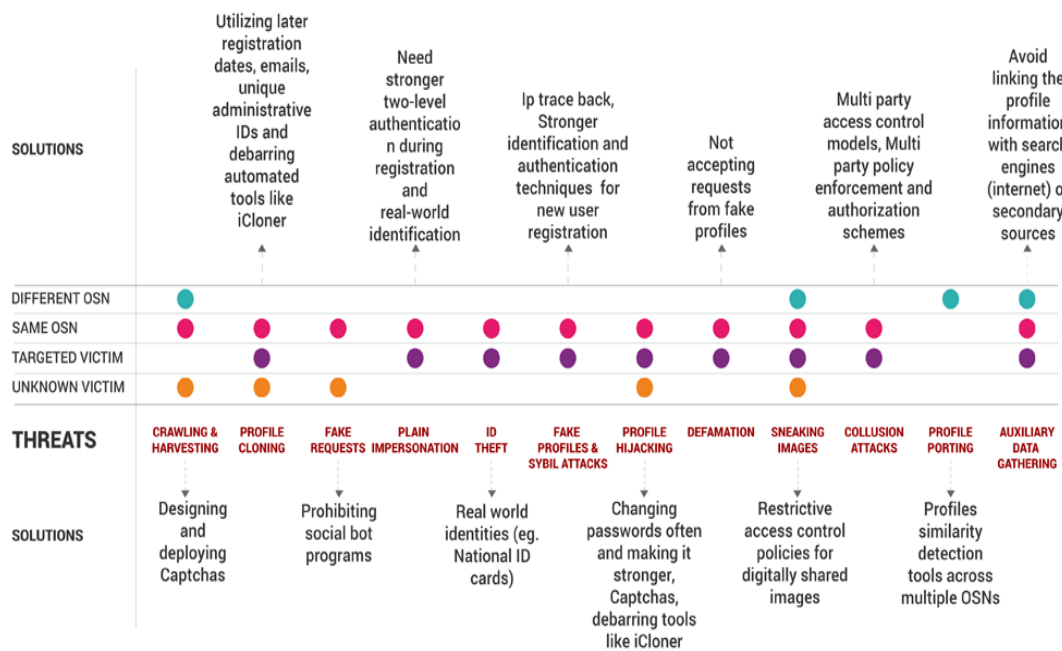 Utilizing later
registration
dates, emails,
unique
administrative
IDs and
debarring
automated
tools like
iCloner
Need
stronger
two-level
authenticatio
n during
registration
and
real-world
identification
Ip trace back,
Stronger
identification and
authentication
techniques for
new user
registration
Not
accepting
requests
from fake
profiles
Multi party
access control
models, Multi
party policy
enforcement and
authorization
schemes
Avoid
linking the
profile
information
with search
engines
(internet) o
secondary
sources
SOLUTIONS
DIFFERENT OSN
SAME OSN
TARGETED VICTIM
UNKNOWN VICTIM
THREATS
CRAWLING &
HARVESTING
PROFILE
CLONING
FAKE
REQUESTS
PLAIN
IMPERSONATION
ID
THEFT
FAKE
PROFILES &
SYBIL ATTACKS
PROFILE
HIJACKING
DEFAMATION
SNEAKING
IMAGES
COLLUSION
ATTACKS
PROFILE
PORTING
AUXILIARY
DATA
GATHERING
SOLUTIONS
Designing
and
deploying
Captchas
Prohibiting
social bot
programs
Real world
identities (eg.
National ID
cards)
Changing
passwords often
and making it
stronger,
Captchas,
debarring tools
like iCloner
Restrictive
access control
policies for
digitally shared
images
Profiles
similarity
detection
tools across
multiple OSNs